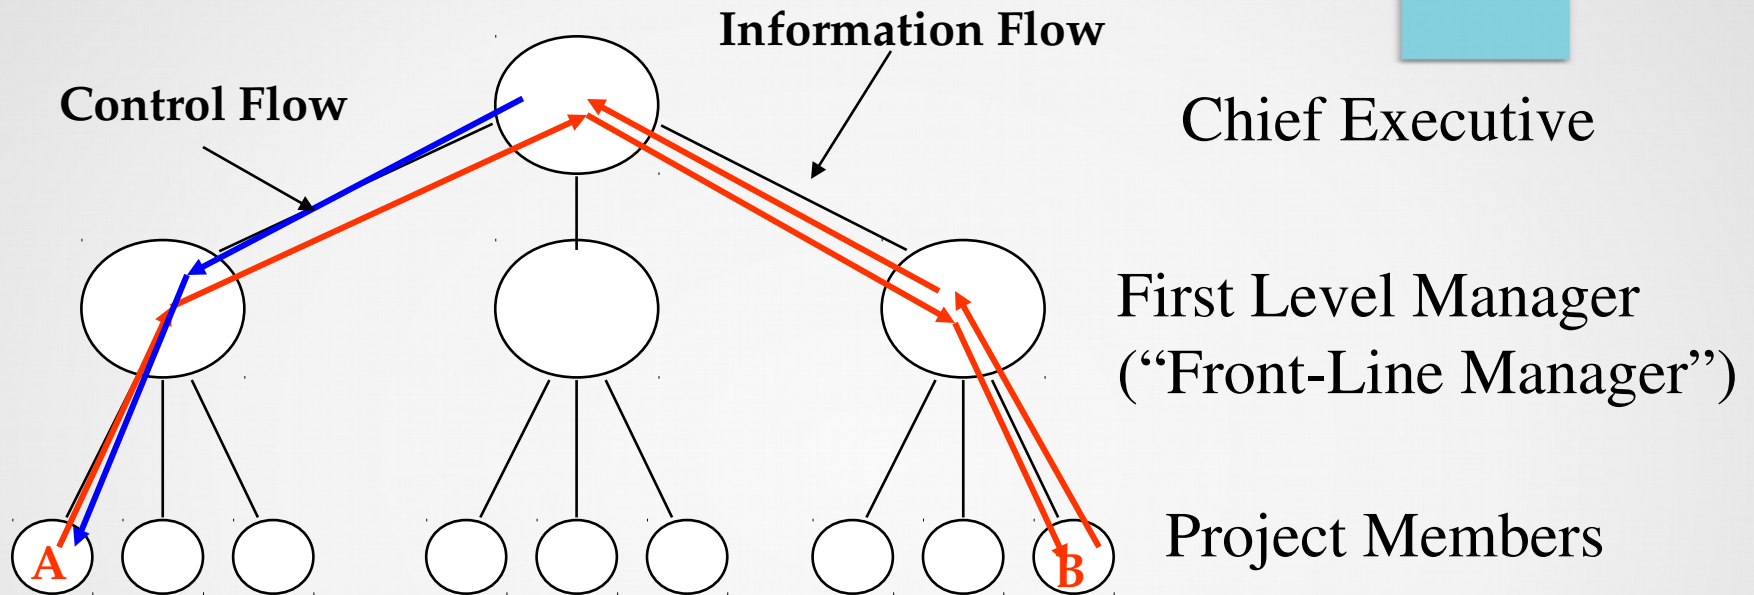 Information Flow
Control Flow
Chief Executive
First Level Manager
(“Front-Line Manager”)
Project Members
A
B